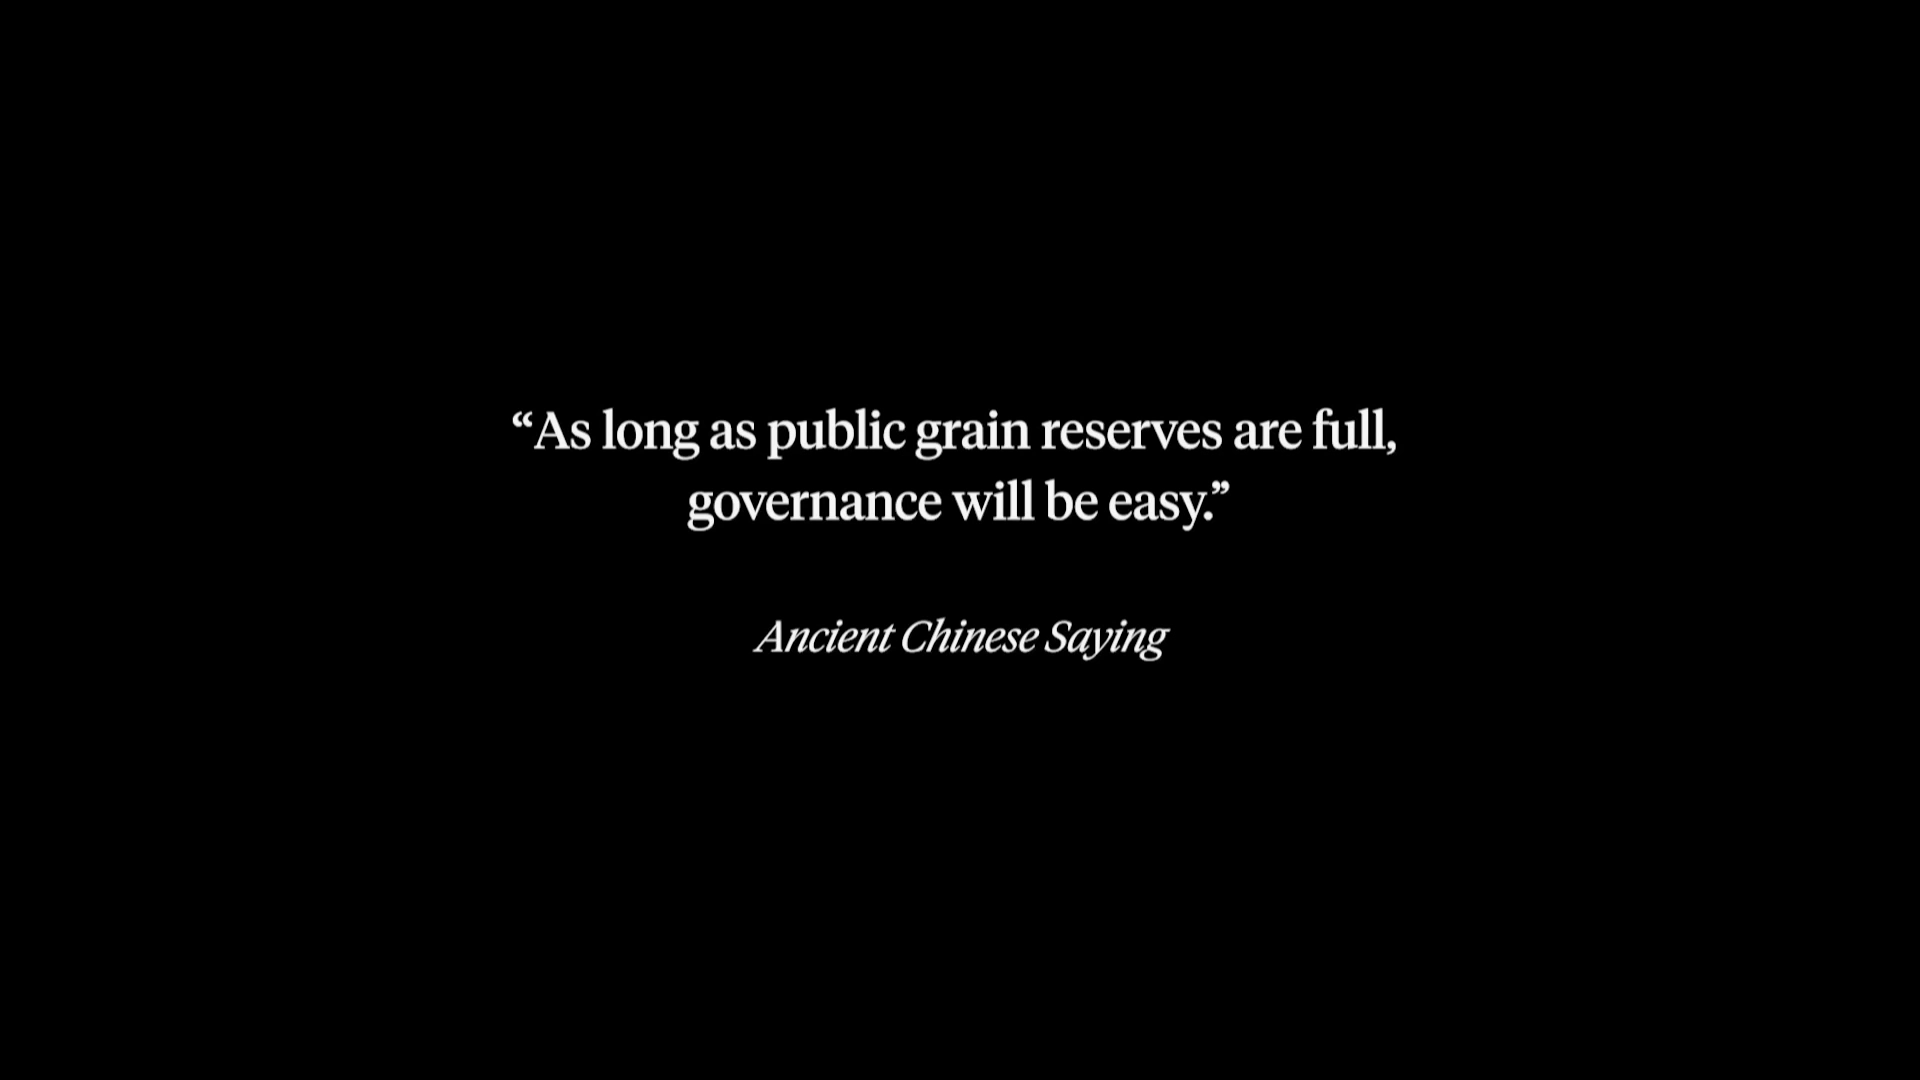 “As long as public grain reserves are full,
governance will be easy.”
Ancient Chinese Saying